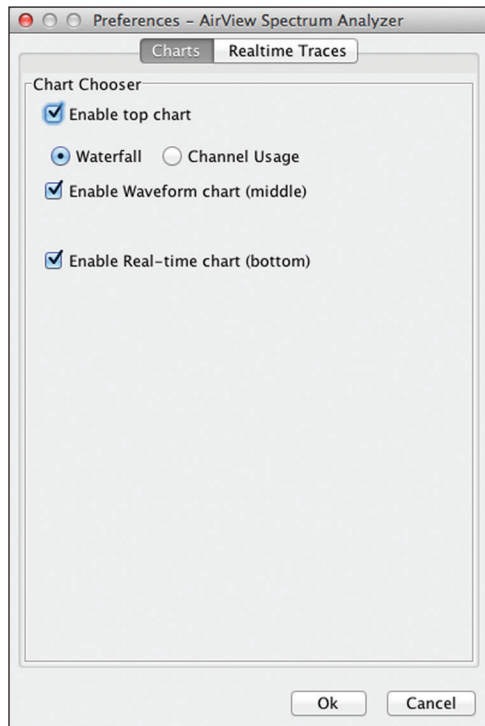 Preferences – AirView Spectrum Analyzer
Charts Realtime Traces
Chart Chooser
Enable top chart
Waterfall Channel Usage
Enable Waveform chart (middle)
Enable Real-time chart (bottom)
Ok Cancel